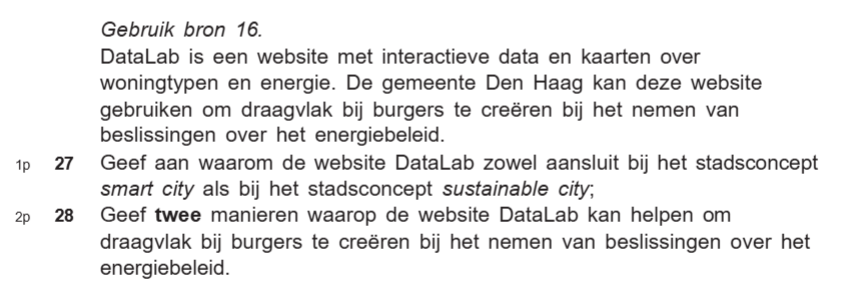 Gebruik bron 16.
DataLab is een website met interactieve data en kaarten over
woningtypen en energie. De gemeente Den Haag kan deze website
gebruiken om draagvlak bij burgers te creëren bij het nemen van
beslissingen over het energiebeleid.
1p 27 Geef aan waarom de website DataLab zowel aansluit bij het stadsconcept
smart city als bij het stadsconcept sustainable city;
2p 28 Geef twee manieren waarop de website DataLab kan helpen om
draagvlak bij burgers te creëren bij het nemen van beslissingen over het
energiebeleid.